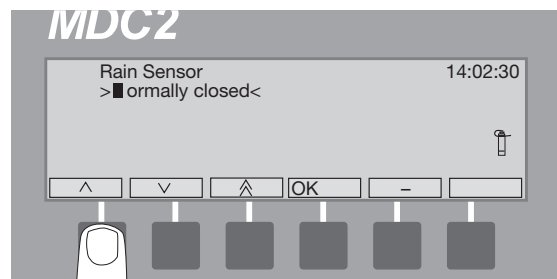 MDC2
Rain Sensor 14:02:30
>█ormally closed<
OK –